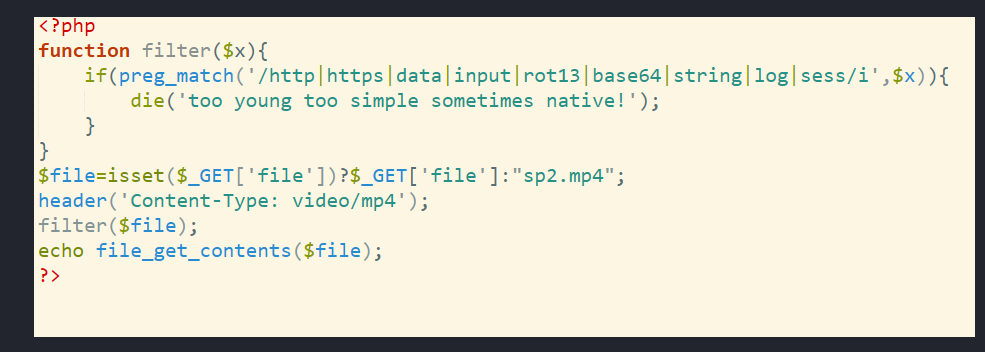 <?php
function filter($x){
    if(preg_match('/http|https|data|input|rot13|base64|string|log|sess/i',$x)){
        die('too young too simple sometimes native!');
    }
}
$file=isset($_GET['file'])?$_GET['file']:"sp2.mp4";
header('Content-Type: video/mp4');
filter($file);
echo file_get_contents($file);
?>